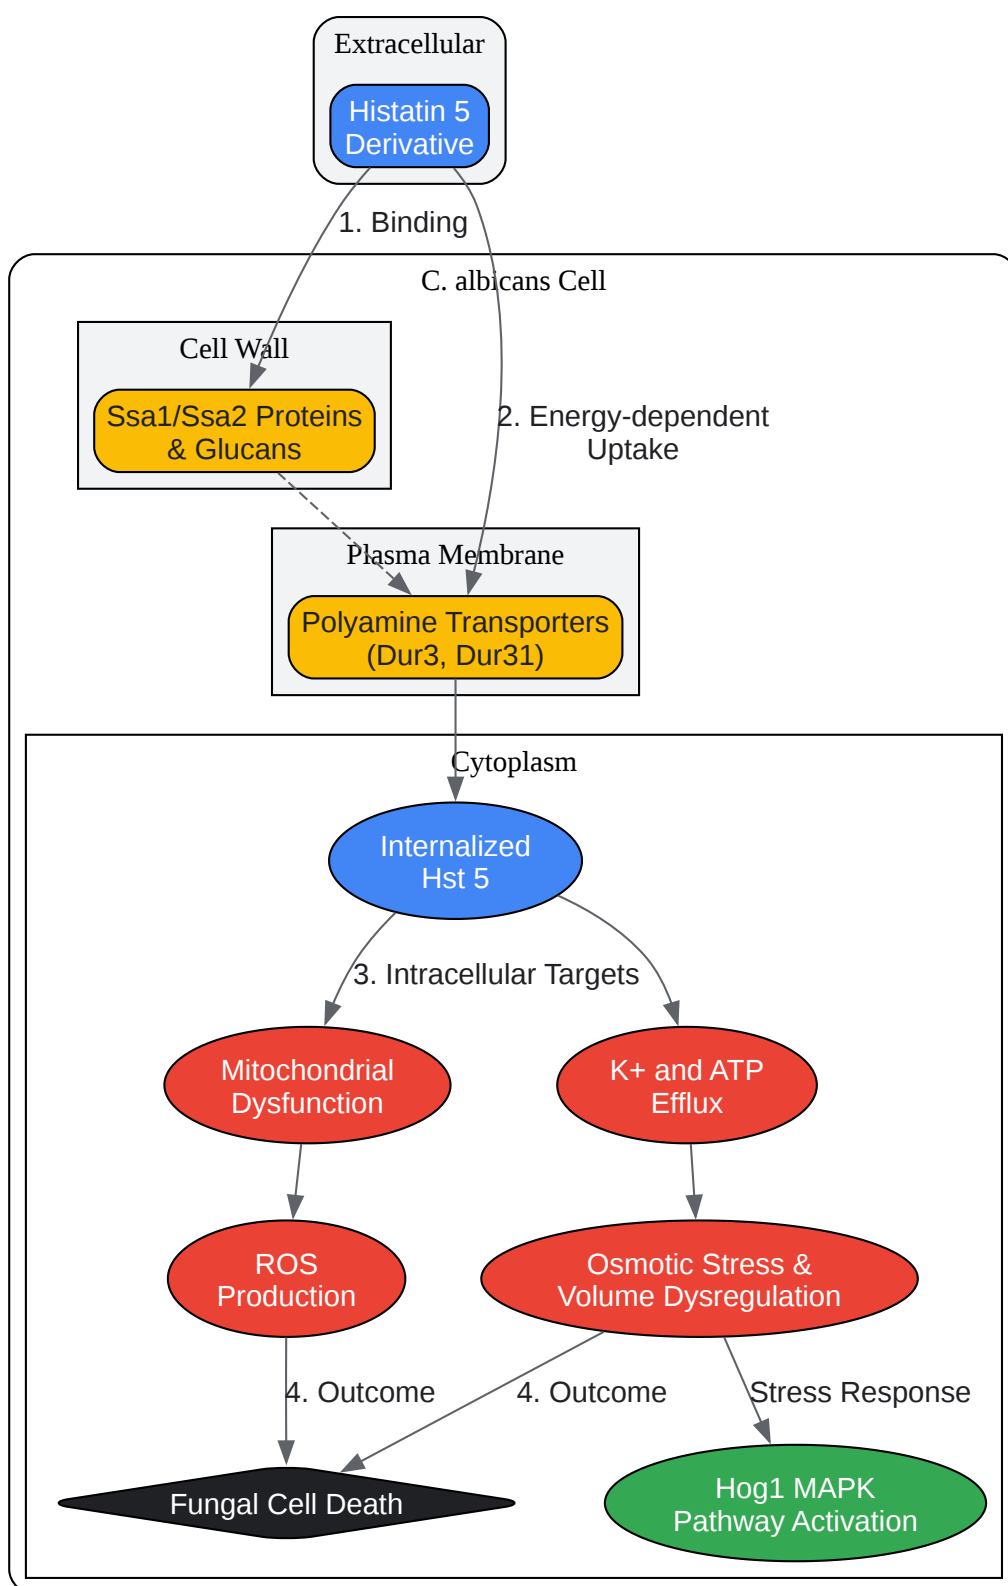 Extracellular
Histatin 5
Derivative
1. Binding
C. albicans Cell
Cell Wall
Ssa1/Ssa2 Proteins
& Glucans
2. Energy-dependent
Uptake
Plasma Membrane
Polyamine Transporters
(Dur3, Dur31)
Cytoplasm
Internalized
Hst 5
3. Intracellular Targets
Mitochondrial
Dysfunction
K+ and ATP
Efflux
ROS
Production
Osmotic Stress &
Volume Dysregulation
4. Outcome
4. Outcome
Stress Response
Fungal Cell Death
Hog1 MAPK
Pathway Activation